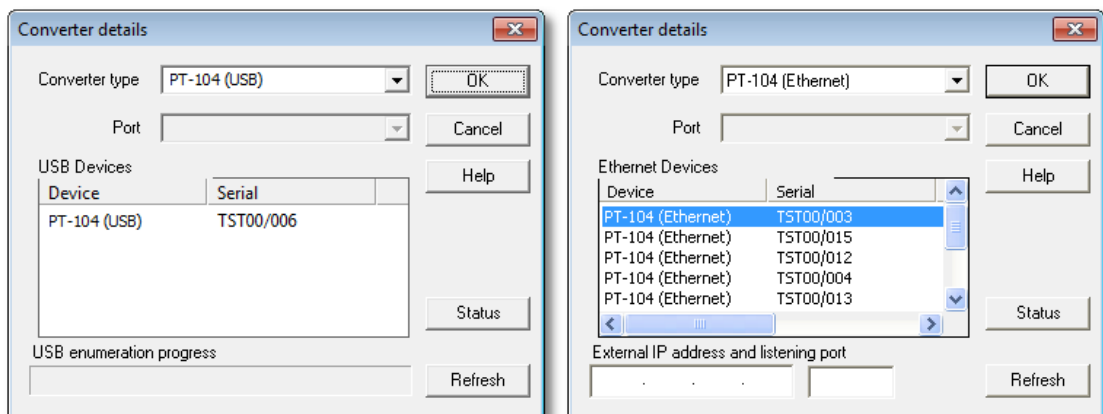 Converter details
Converter type PT-104 (USB) OK
Port Cancel
USB Devices Help
Device Serial
PT-104 (USB) TST00/006
Status
USB enumeration progress
Refresh
Converter details
Converter type PT-104 (Ethernet) OK
Port Cancel
Ethernet Devices Help
Device Serial
PT-104 (Ethernet) TST00/003
PT-104 (Ethernet) TST00/015
PT-104 (Ethernet) TST00/012
PT-104 (Ethernet) TST00/004
PT-104 (Ethernet) TST00/013
Status
External IP address and listening port
. . . Refresh